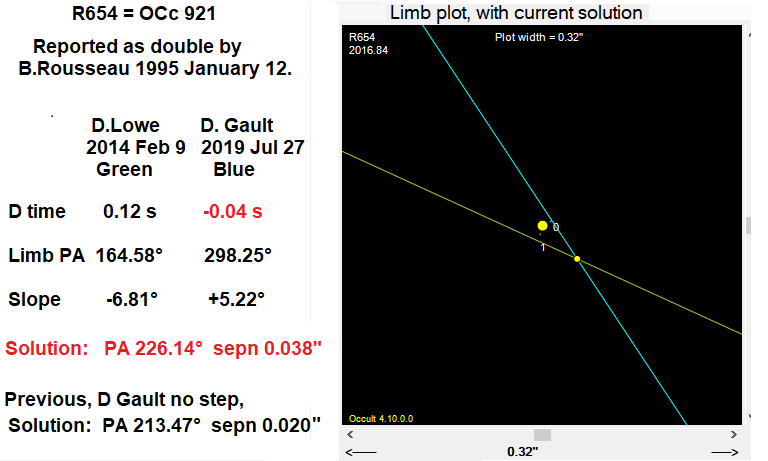 R654 = OCc 921
Reported as double by
B.Rousseau 1995 January 12.
D.Lowe D. Gault
2014 Feb 9 2019 Jul 27
Green Blue
D time 0.12 s -0.04 s
Limb PA 164.58° 298.25°
Slope -6.81° +5.22°
Solution: PA 226.14° sepn 0.038"
Previous, D Gault no step,
Solution: PA 213.47° sepn 0.020"
Limb plot, with current solution
R654
2016.84
Plot width = 0.32"
0
1
Occult 4.10.0.0
< >
<--- 0.32" --->